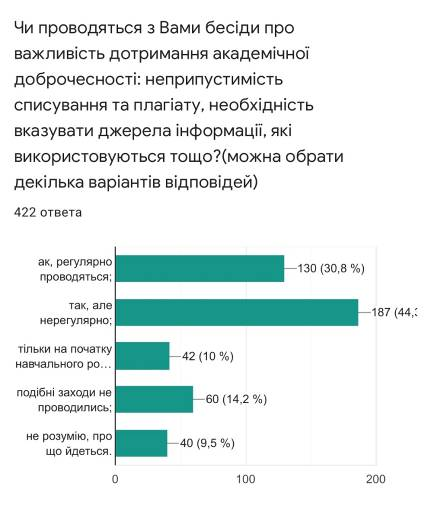 Чи проводяться з Вами бесіди про
важливість дотримання академічної
доброчесності: неприпустимість
списування та плагіату, необхідність
вказувати джерела інформації, які
використовуються тощо?(можна обрати
декілька варіантів відповідей)
422 ответа
ак, регулярно
проводяться;
130 (30,8 %)
так, але
нерегулярно;
187 (44,
тільки на початку
навчального ро…
42 (10 %)
подібні заходи не
проводились;
60 (14,2 %)
не розумію, про
що йдеться.
40 (9,5 %)
0 100 200